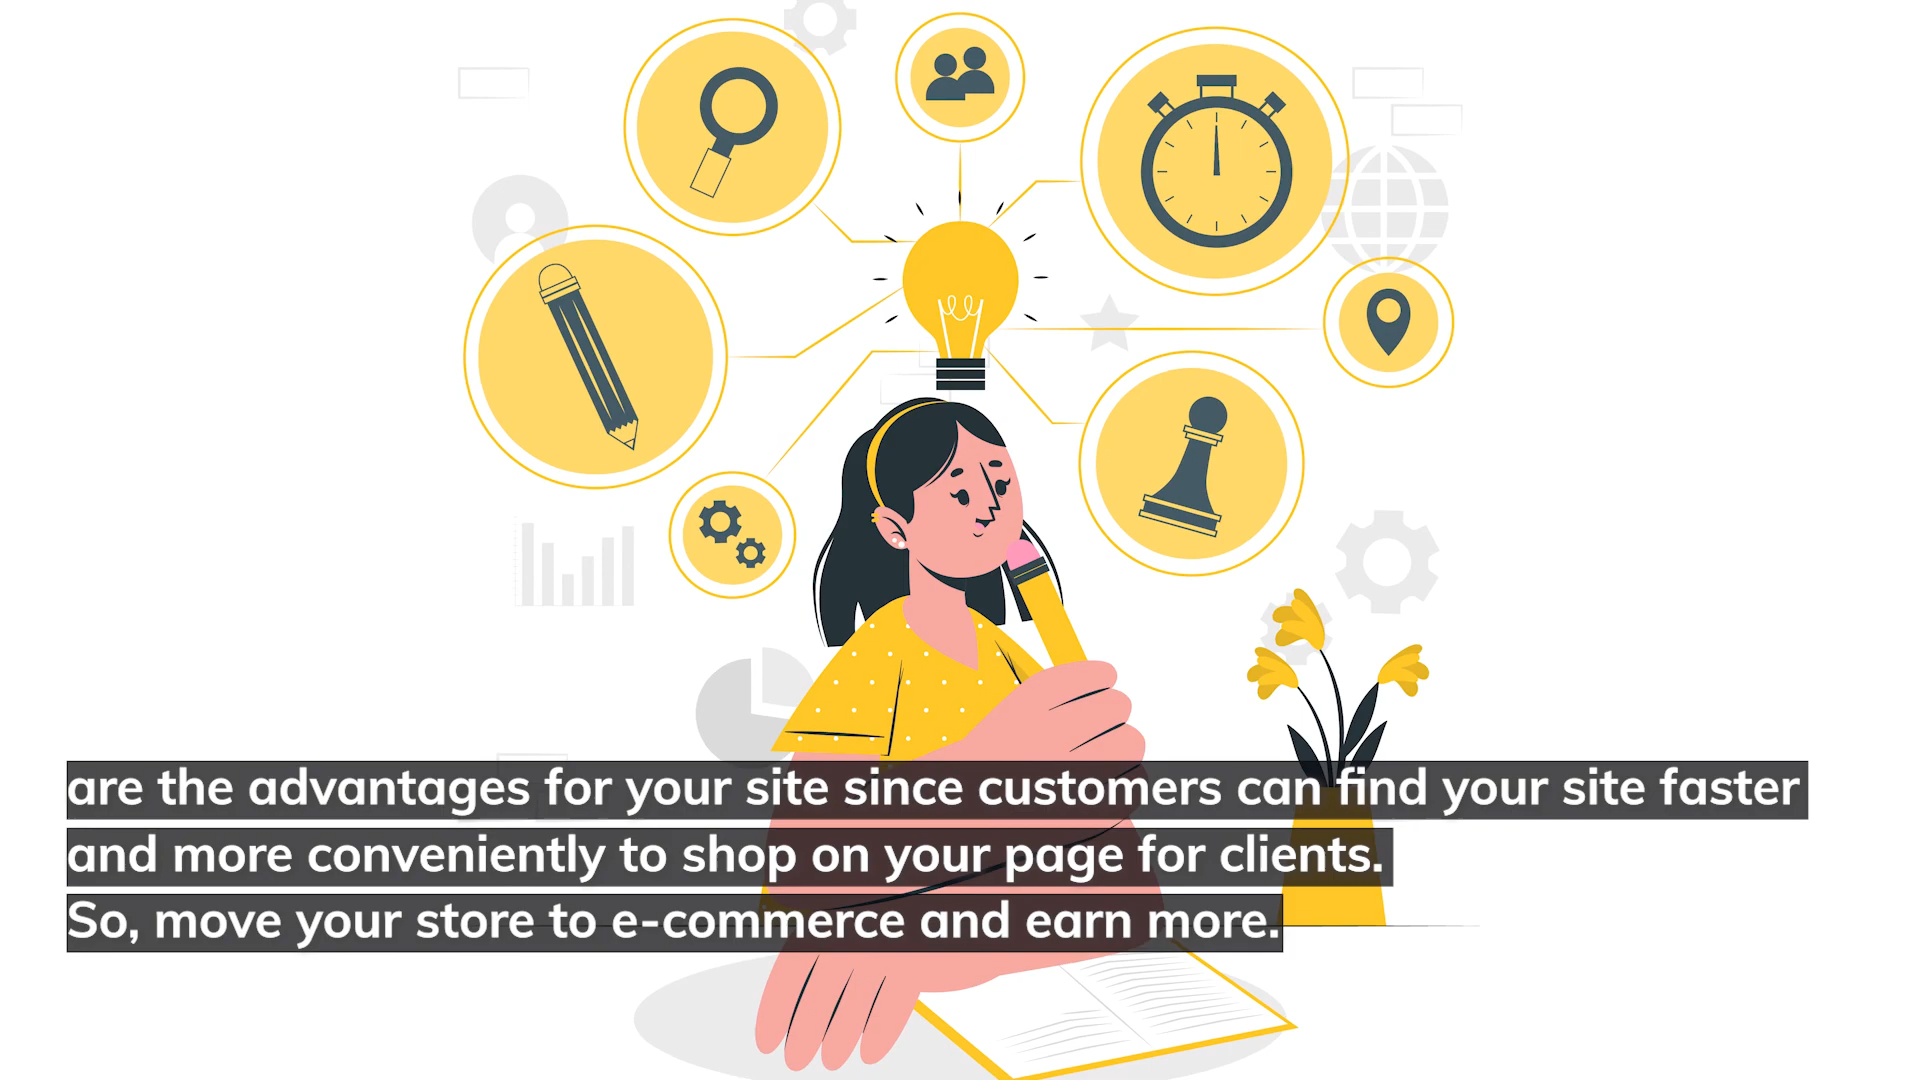 are the advantages for your site since customers can find your site faster
and more conveniently to shop on your page for clients.
So, move your store to e-commerce and earn more.